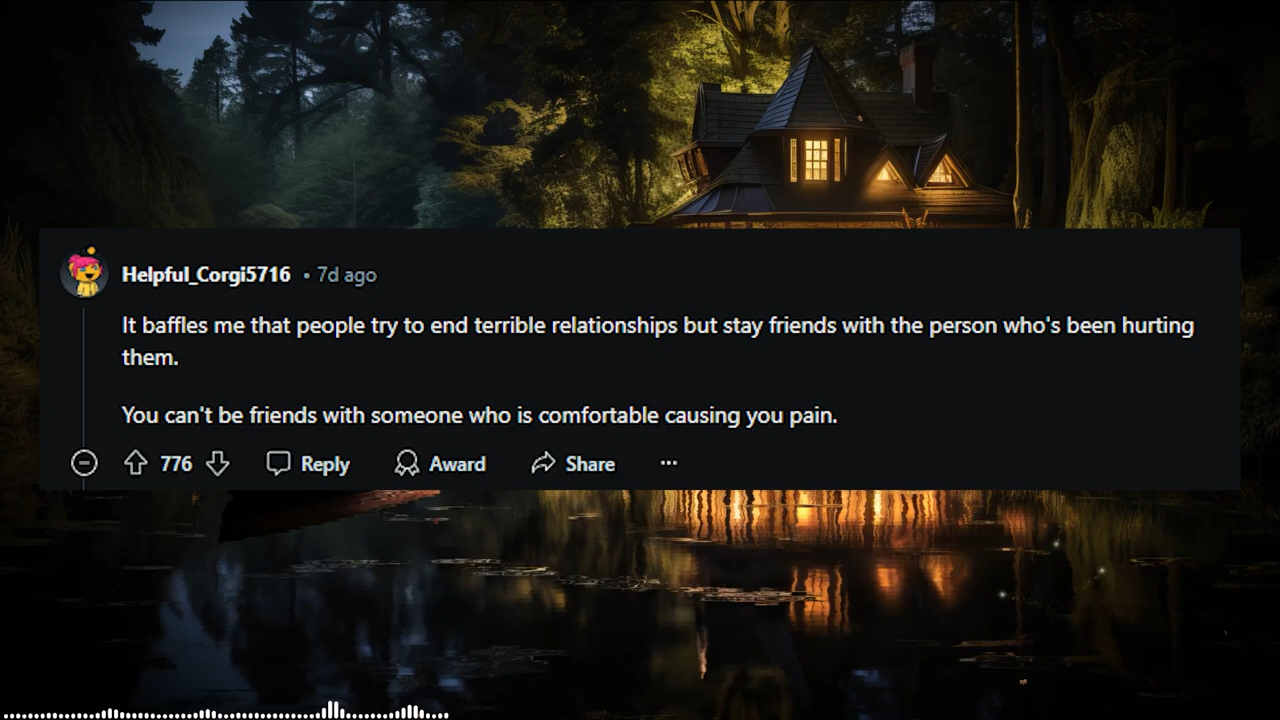 Helpful_Corgi5716 • 7d ago
It baffles me that people try to end terrible relationships but stay friends with the person who's been hurting
them.
You can't be friends with someone who is comfortable causing you pain.
776 Reply Award Share ...